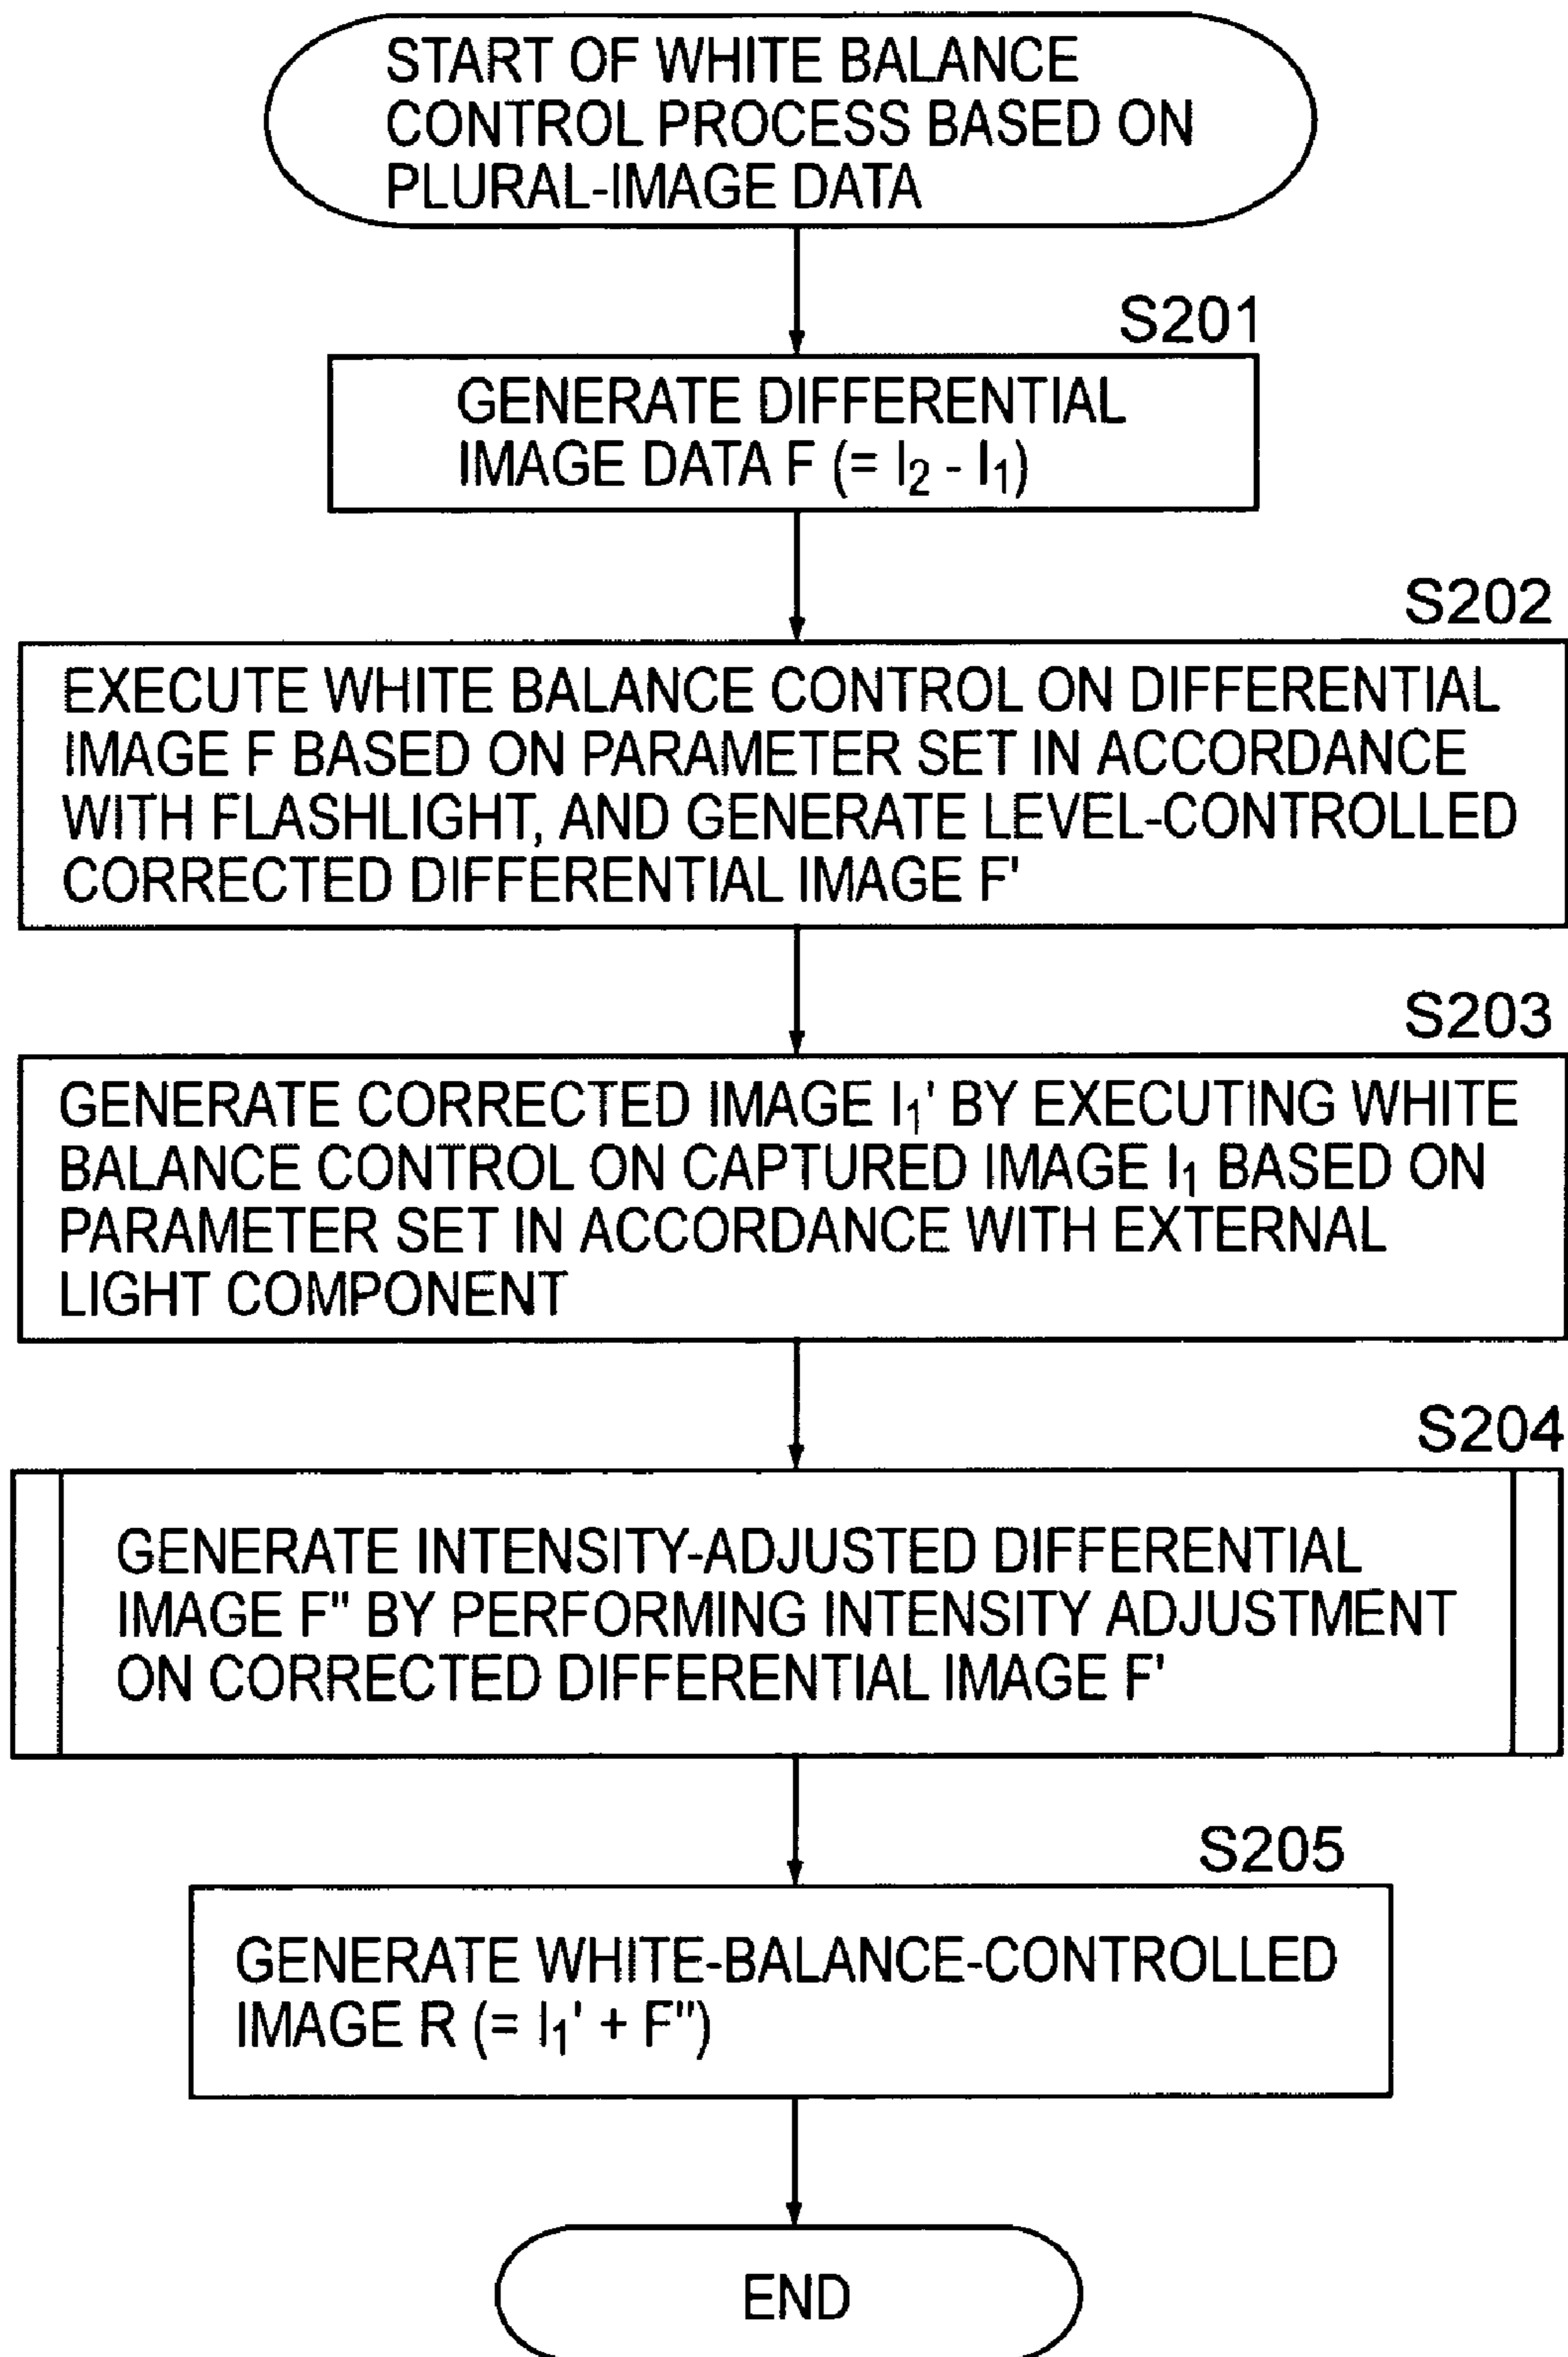 START OF WHITE BALANCE
CONTROL PROCESS BASED ON
PLURAL-IMAGE DATA
S201
GENERATE DIFFERENTIAL
IMAGE DATA F (= I₂ - I₁)
S202
EXECUTE WHITE BALANCE CONTROL ON DIFFERENTIAL
IMAGE F BASED ON PARAMETER SET IN ACCORDANCE
WITH FLASHLIGHT, AND GENERATE LEVEL-CONTROLLED
CORRECTED DIFFERENTIAL IMAGE F'
S203
GENERATE CORRECTED IMAGE I₁' BY EXECUTING WHITE
BALANCE CONTROL ON CAPTURED IMAGE I₁ BASED ON
PARAMETER SET IN ACCORDANCE WITH EXTERNAL
LIGHT COMPONENT
S204
GENERATE INTENSITY-ADJUSTED DIFFERENTIAL
IMAGE F" BY PERFORMING INTENSITY ADJUSTMENT
ON CORRECTED DIFFERENTIAL IMAGE F'
S205
GENERATE WHITE-BALANCE-CONTROLLED
IMAGE R (= I₁' + F")
END